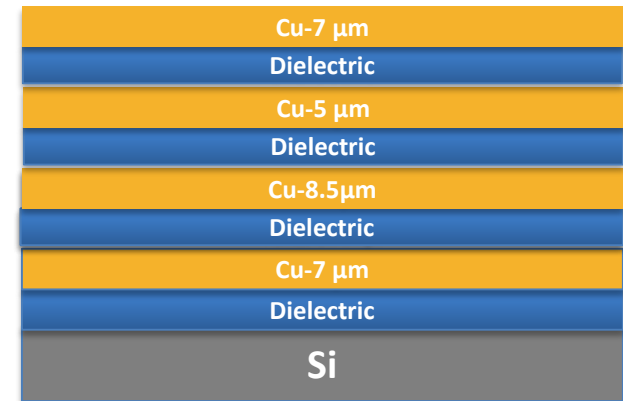 Cu-7 µm
Dielectric
Cu-5 µm
Dielectric
Cu-8.5µm
Dielectric
Cu-7 µm
Dielectric
Si